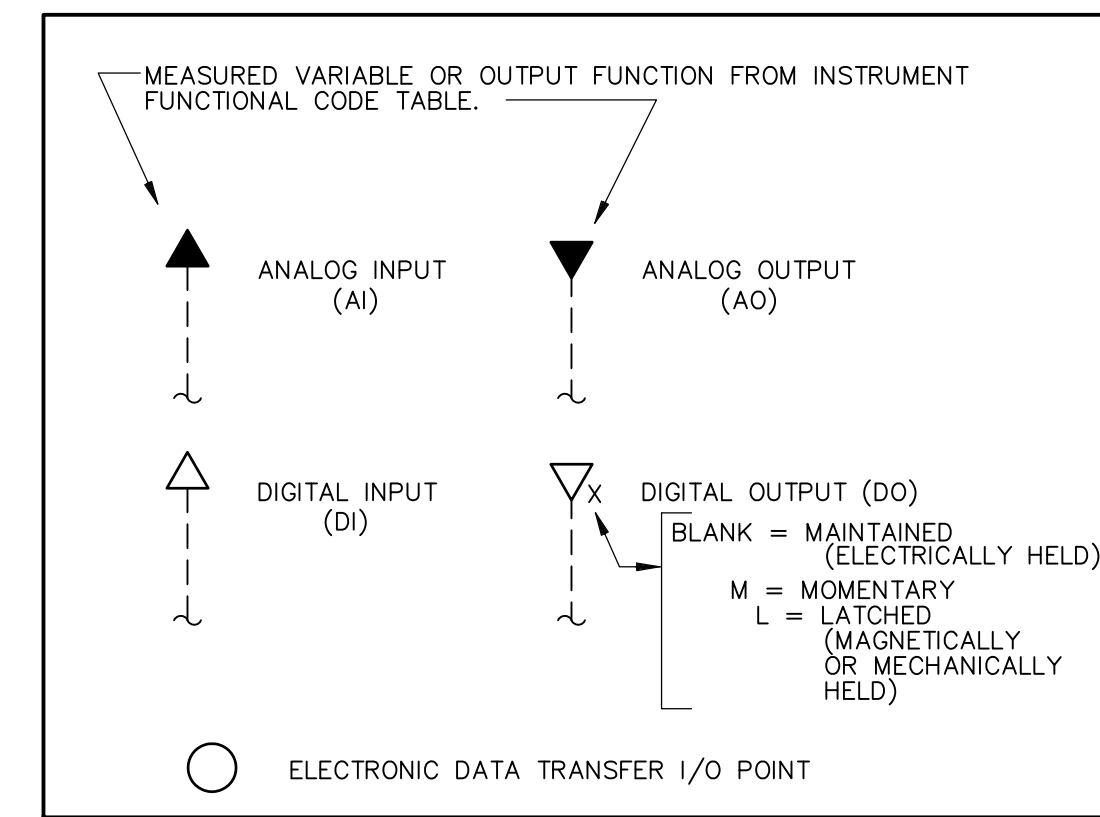 MEASURED VARIABLE OR OUTPUT FUNCTION FROM INSTRUMENT
FUNCTIONAL CODE TABLE.
ANALOG INPUT
(AI)
ANALOG OUTPUT
(AO)
DIGITAL INPUT
(DI)
X DIGITAL OUTPUT (DO)
BLANK = MAINTAINED
(ELECTRICALLY HELD)
M = MOMENTARY
L = LATCHED
(MAGNETICALLY
OR MECHANICALLY
HELD)
ELECTRONIC DATA TRANSFER I/O POINT